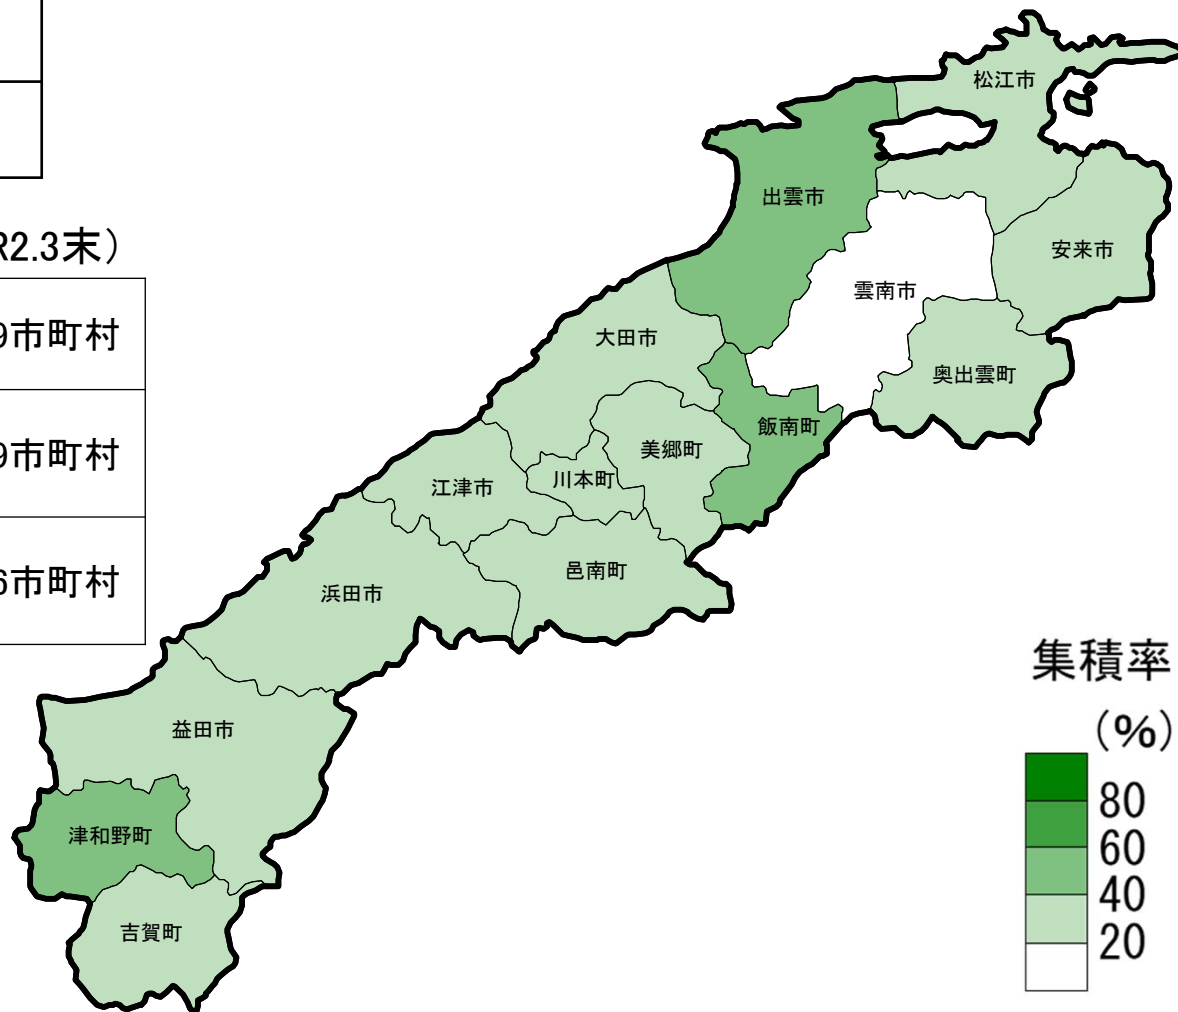 松江市
出雲市
R2.3末）
安来市
雲南市
9市町村
大田市
奥出雲町
飯南町
美郷町
9市町村
川本町
江津市
邑南町
6市町村
浜田市
集積率
（%）
益田市
80
津和野町
60
40
吉賀町
20